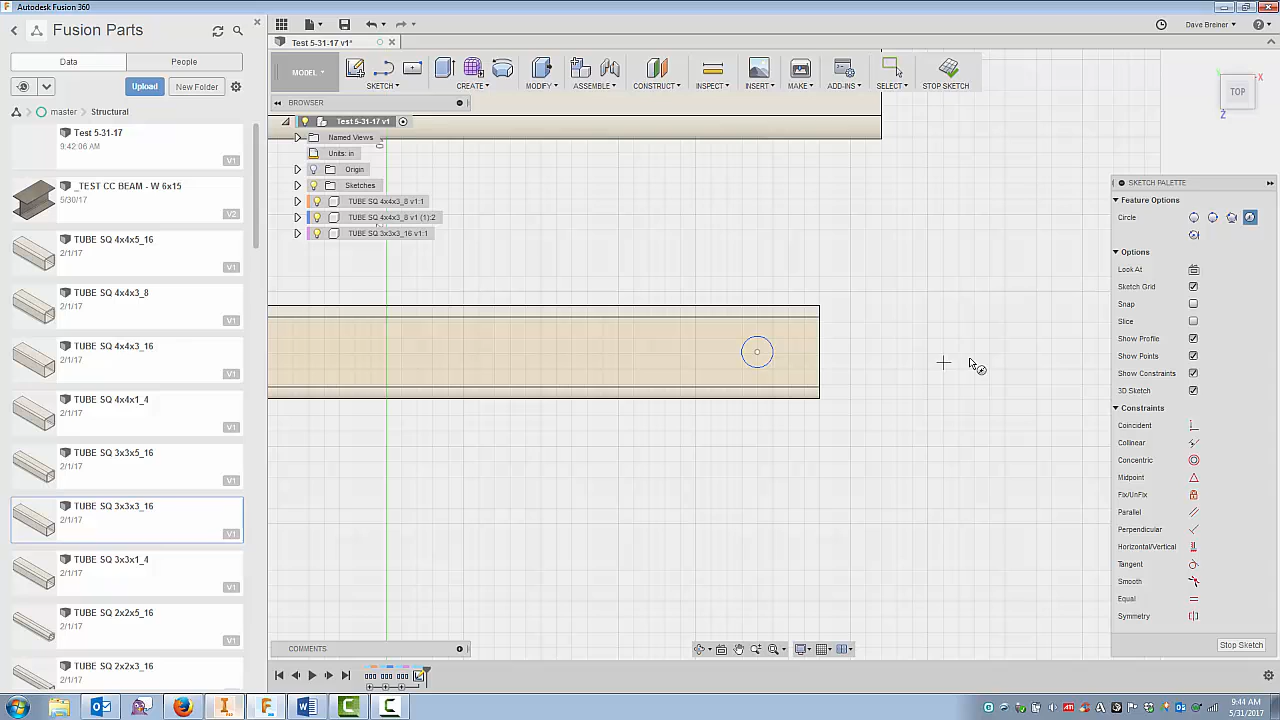 Autodesk Fusion 360
Fusion Parts
Data
People
Upload
New Folder
master
Structural
Test 5-31-17
9:42:06 AM
V1
_TEST CC BEAM - W 6x15
5/30/17
V2
TUBE SQ 4x4x5_16
2/1/17
V1
TUBE SQ 4x4x3_8
2/1/17
V1
TUBE SQ 4x4x3_16
2/1/17
V1
TUBE SQ 4x4x1_4
2/1/17
V1
TUBE SQ 3x3x5_16
2/1/17
V1
TUBE SQ 3x3x3_16
2/1/17
V1
TUBE SQ 3x3x1_4
2/1/17
V1
TUBE SQ 2x2x5_16
2/1/17
V1
TUBE SQ 2x2x3_16
2/1/17
V1
Dave Breiner
Test 5-31-17 v1*
MODEL
SKETCH
CREATE
MODIFY
ASSEMBLE
CONSTRUCT
INSPECT
INSERT
MAKE
ADD-INS
SELECT
STOP SKETCH
BROWSER
Test 5-31-17 v1
Named Views
Units: in
Origin
Sketches
TUBE SQ 4x4x3_8 v1:1
TUBE SQ 4x4x3_8 v1 (1):2
TUBE SQ 3x3x3_16 v1:1
TOP
X
Z
SKETCH PALETTE
Feature Options
Circle
Options
Look At
Sketch Grid
Snap
Slice
Show Profile
Show Points
Show Constraints
3D Sketch
Constraints
Coincident
Collinear
Concentric
Midpoint
Fix/UnFix
Parallel
Perpendicular
Horizontal/Vertical
Tangent
Smooth
Equal
Symmetry
Stop Sketch
COMMENTS
9:44 AM
5/31/2017